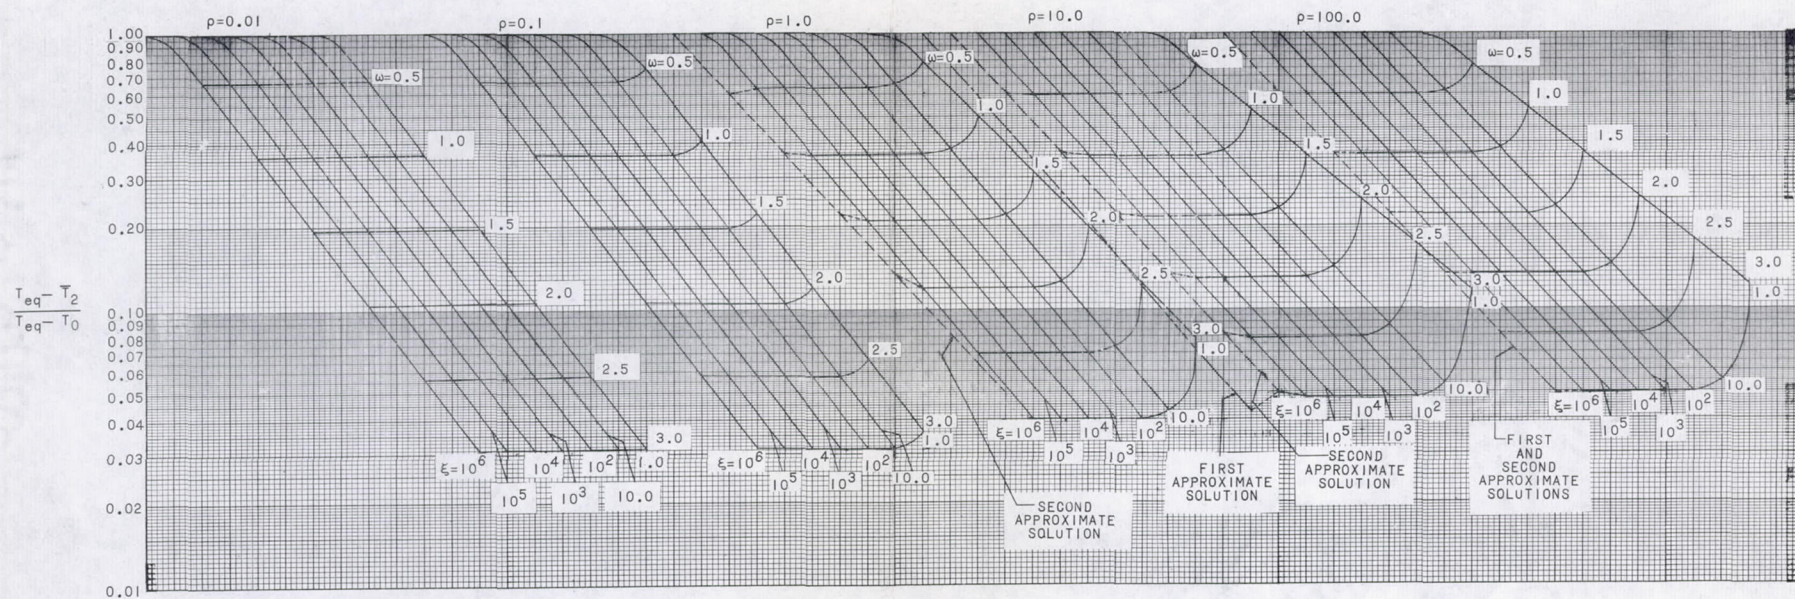 ρ=0.01 ρ=0.1 ρ=1.0 ρ=10.0 ρ=100.0
1.00
0.90
0.80
0.70
0.60
0.50
0.40
0.30
0.20
0.10
0.09
0.08
0.07
0.06
0.05
0.04
0.03
0.02
0.01
Teq− T̅2
Teq− T0
ω=0.5
1.0
1.5
2.0
2.5
3.0
1.0
ξ=10⁶
10⁵
10⁴
10³
10²
10.0
ω=0.5
1.0
1.5
2.0
2.5
3.0
1.0
ξ=10⁶
10⁵
10⁴
10³
10²
10.0
ω=0.5
1.0
1.5
2.0
2.5
3.0
1.0
10.0
ξ=10⁶
10⁵
10⁴
10³
10²
SECOND
APPROXIMATE
SOLUTION
ω=0.5
1.0
1.5
2.0
2.5
3.0
1.0
10.0
ξ=10⁶
10⁵
10⁴
10³
10²
FIRST
APPROXIMATE
SOLUTION
SECOND
APPROXIMATE
SOLUTION
ω=0.5
1.0
1.5
2.0
2.5
3.0
1.0
10.0
ξ=10⁶
10⁵
10⁴
10³
10²
FIRST
AND
SECOND
APPROXIMATE
SOLUTIONS